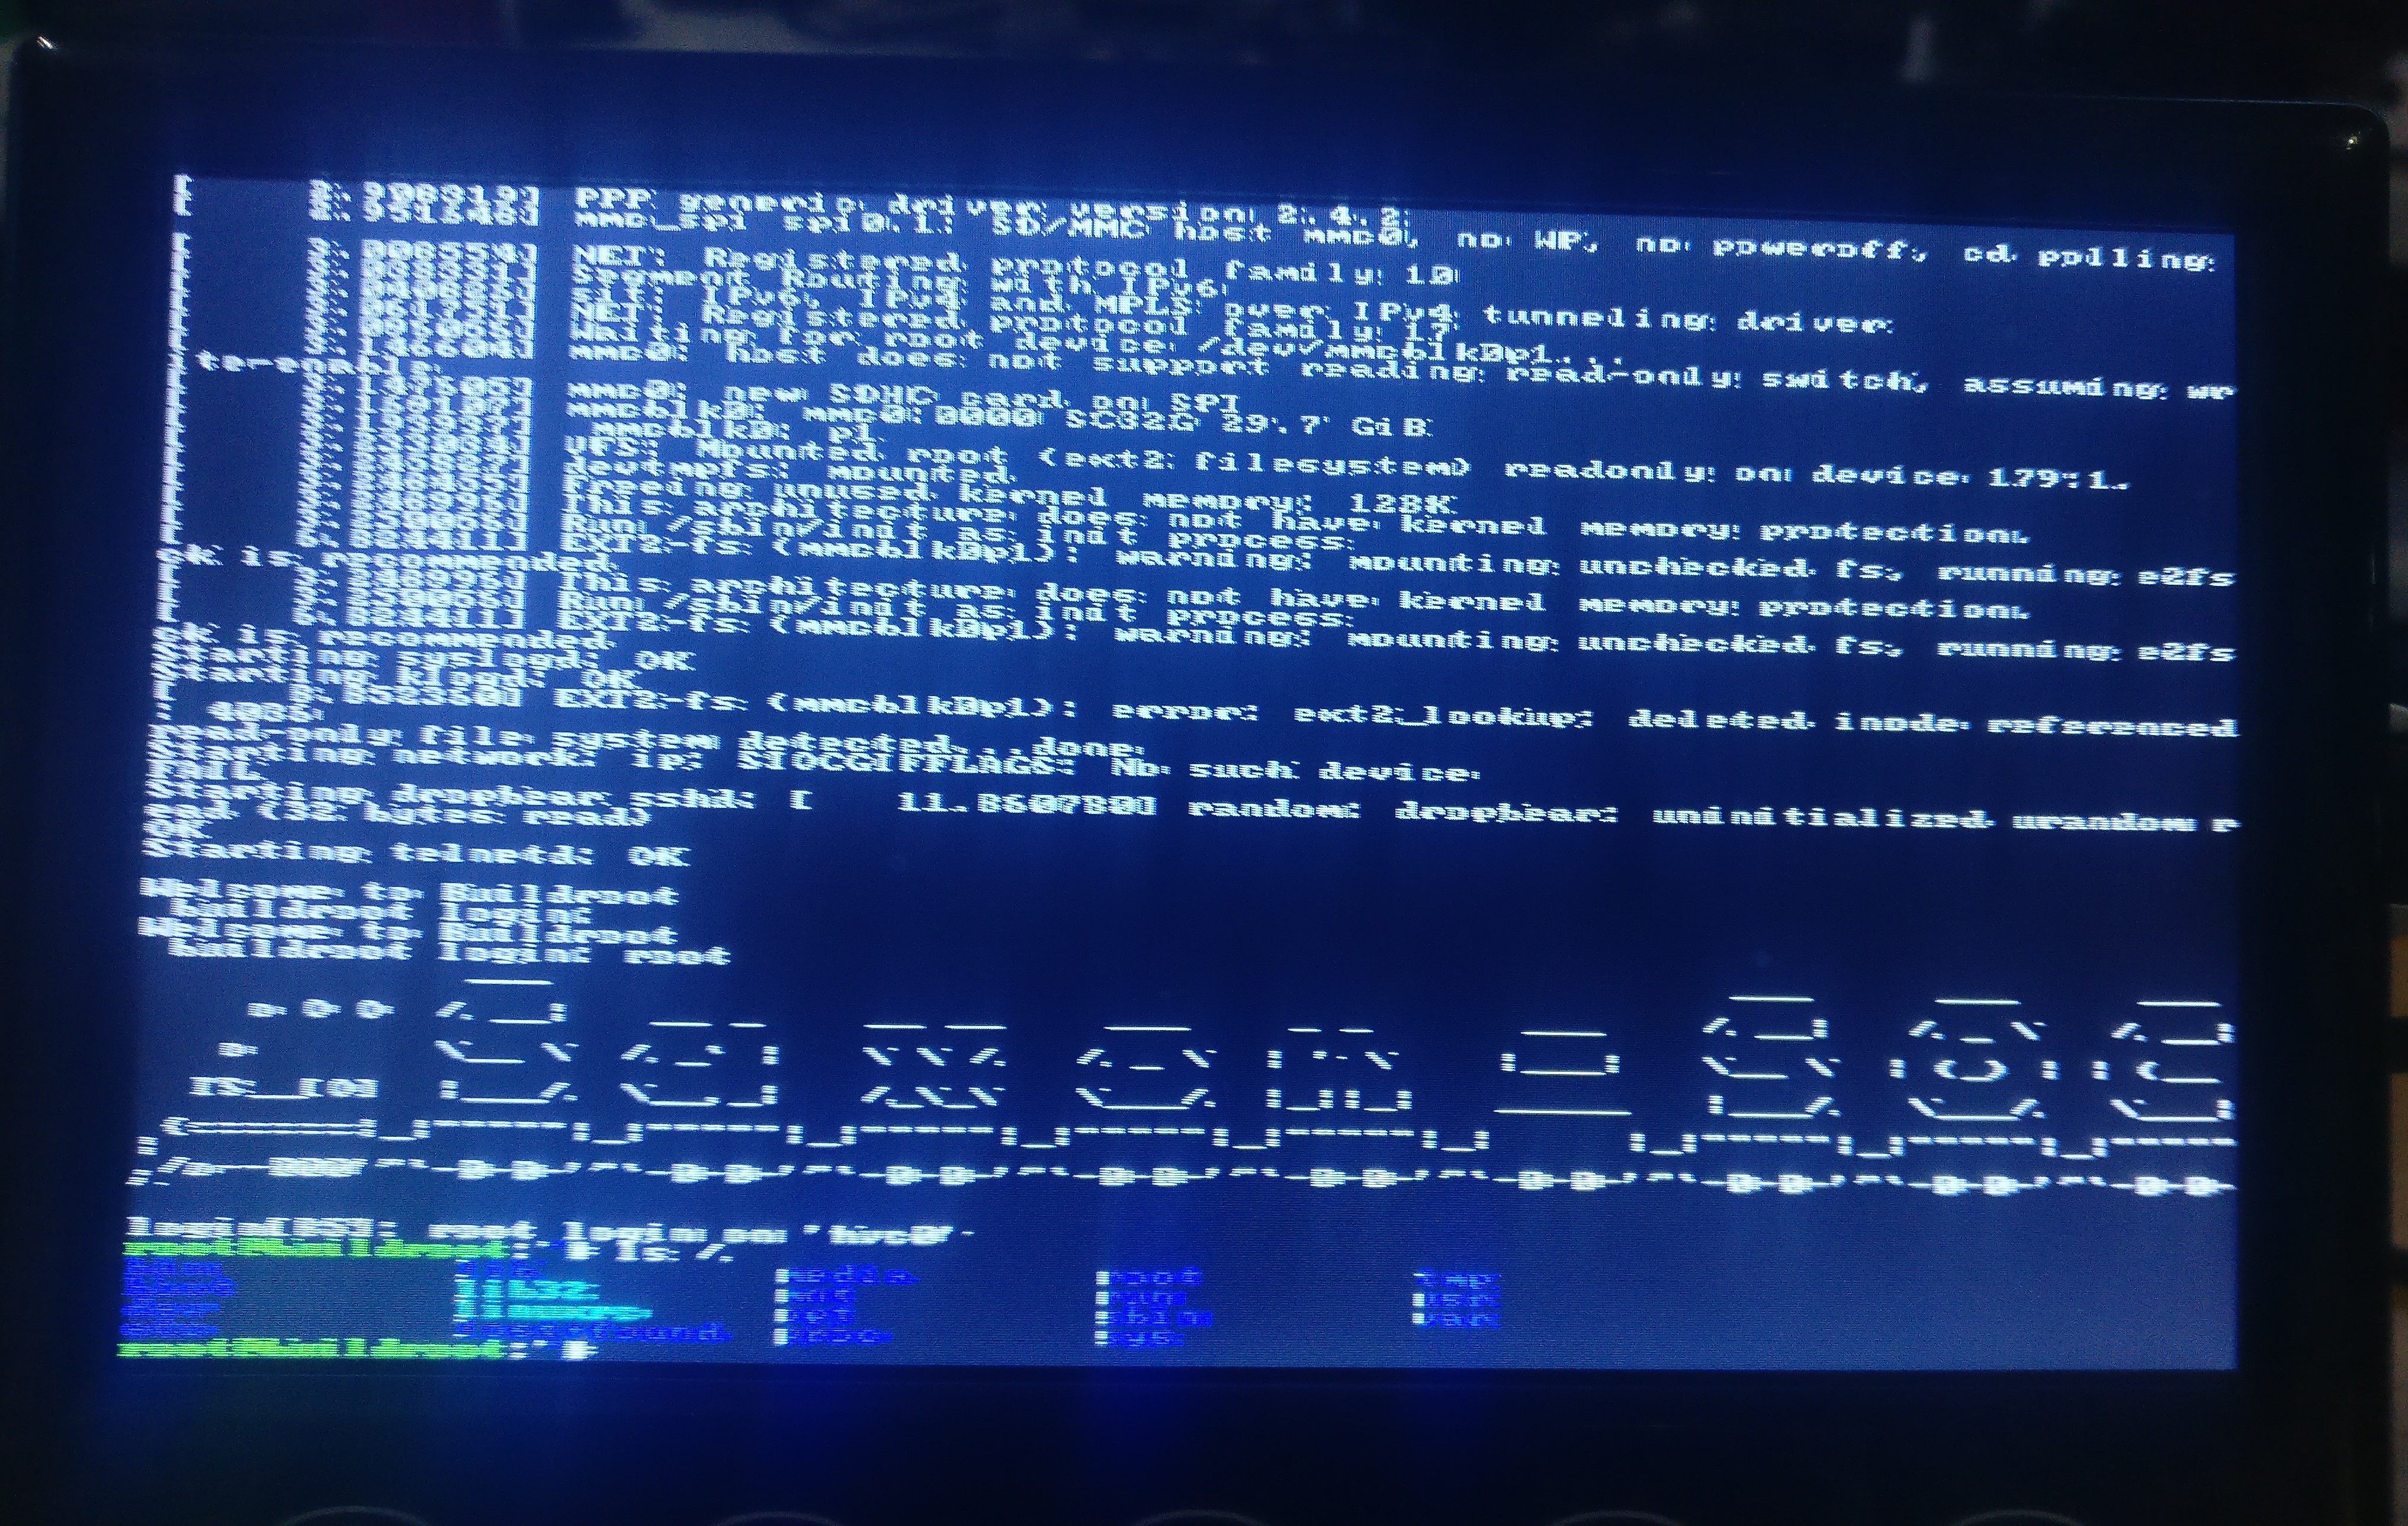 PPP generic driver version 2.4.2
mmc_spi spi0.1: SD/MMC host mmc0, no WP, no poweroff, cd polling
NET: Registered protocol family 10
Segment Routing with IPv6
sit: IPv6, IPv4 and MPLS over IPv4 tunneling driver
NET: Registered protocol family 17
Waiting for root device /dev/mmcblk0p1...
mmc0: host does not support reading read-only switch, assuming wr
te-enable.
mmc0: new SDHC card on SPI
mmcblk0: mmc0:0000 SC32G 29.7 GiB
mmcblk0: p1
VFS: Mounted root (ext2 filesystem) readonly on device 179:1.
devtmpfs: mounted
Freeing unused kernel memory: 128K
This architecture does not have kernel memory protection.
Run /sbin/init as init process
EXT2-fs (mmcblk0p1): warning: mounting unchecked fs, running e2fs
ck is recommended
This architecture does not have kernel memory protection.
Run /sbin/init as init process
EXT2-fs (mmcblk0p1): warning: mounting unchecked fs, running e2fs
ck is recommended
Starting syslogd: OK
Starting klogd: OK
EXT2-fs (mmcblk0p1): error: ext2_lookup: deleted inode referenced
: 4086
read-only file system detected...done
Starting network: ip: SIOCGIFFLAGS: No such device
FAIL
Starting dropbear sshd: [ 11.860780] random: dropbear: uninitialized urandom r
ead (32 bytes read)
OK
Starting telnetd: OK
Welcome to Buildroot
buildroot login:
Welcome to Buildroot
buildroot login: root
root login on 'hvc0'
root@buildroot:~# ls /
media root tmp
lib32 mnt run usr
linuxrc opt sbin var
proc sys
root@buildroot:~#